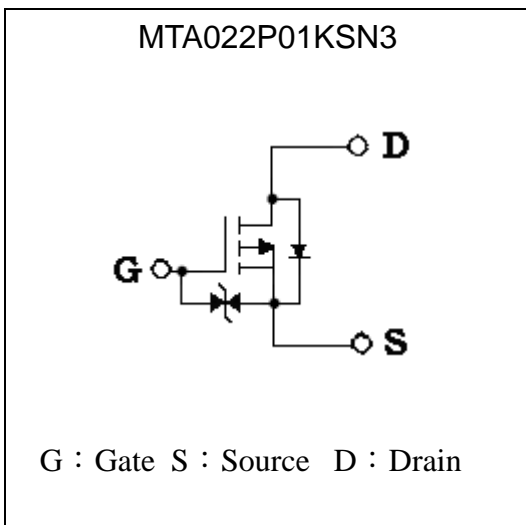 MTA022P01KSN3
D
G
S
G：Gate S：Source D：Drain